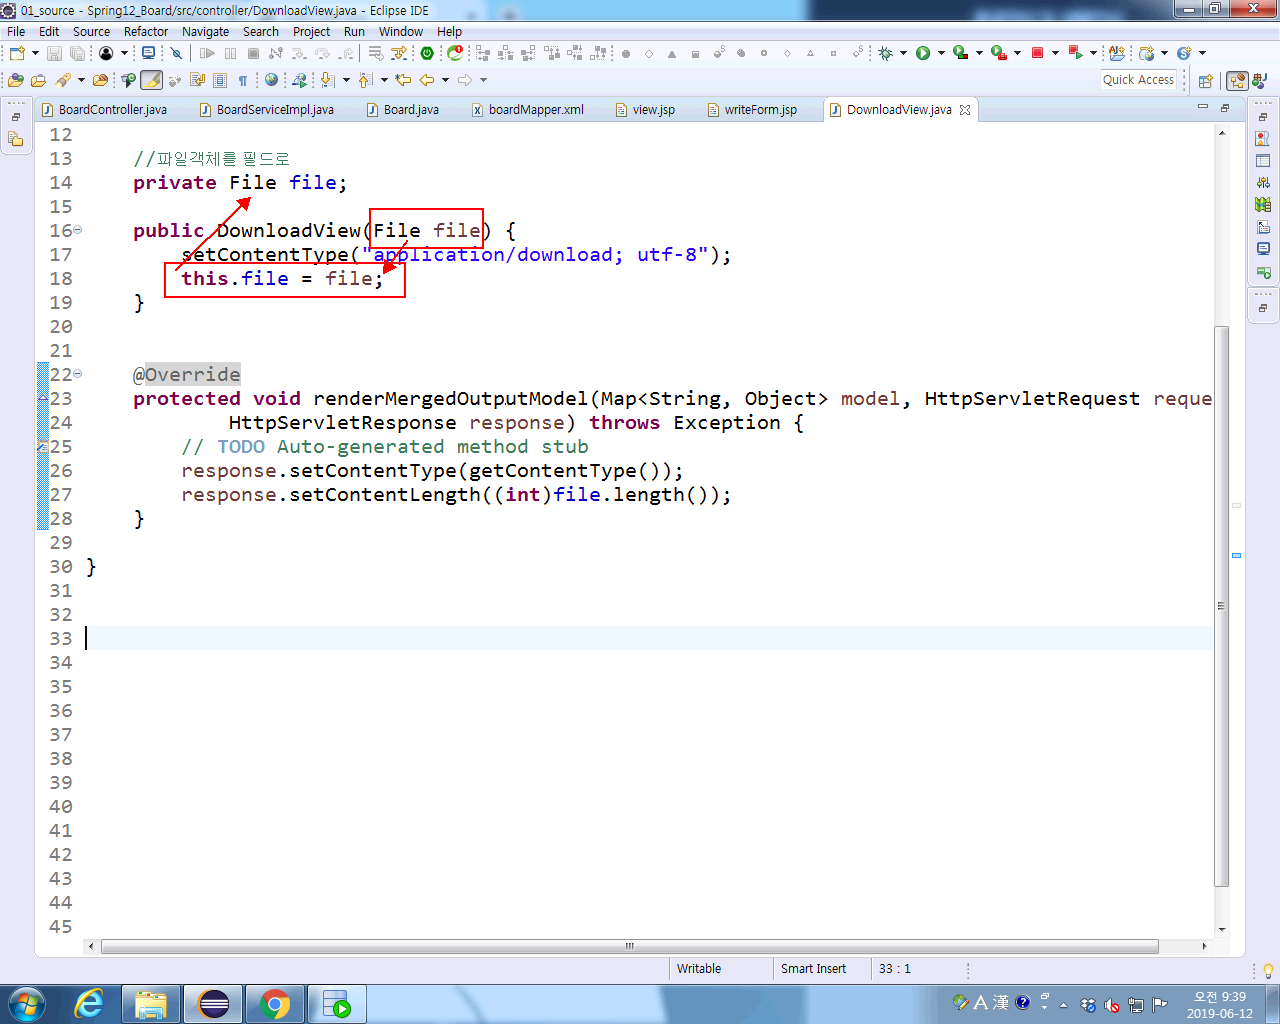 01_source - Spring12_Board/src/controller/DownloadView.java - Eclipse IDE
File Edit Source Refactor Navigate Search Project Run Window Help
Quick Access
BoardController.java BoardServiceImpl.java Board.java boardMapper.xml view.jsp writeForm.jsp DownloadView.java
12
13 //파일객체를 필드로
14 private File file;
15
16 public DownloadView(File file) {
17 setContentType("application/download; utf-8");
18 this.file = file;
19 }
20
21
22 @Override
23 protected void renderMergedOutputModel(Map<String, Object> model, HttpServletRequest reque
24 HttpServletResponse response) throws Exception {
25 // TODO Auto-generated method stub
26 response.setContentType(getContentType());
27 response.setContentLength((int)file.length());
28 }
29
30 }
31
32
33
34
35
36
37
38
39
40
41
42
43
44
45
Writable Smart Insert 33 : 1
A 漢 오전 9:39
2019-06-12